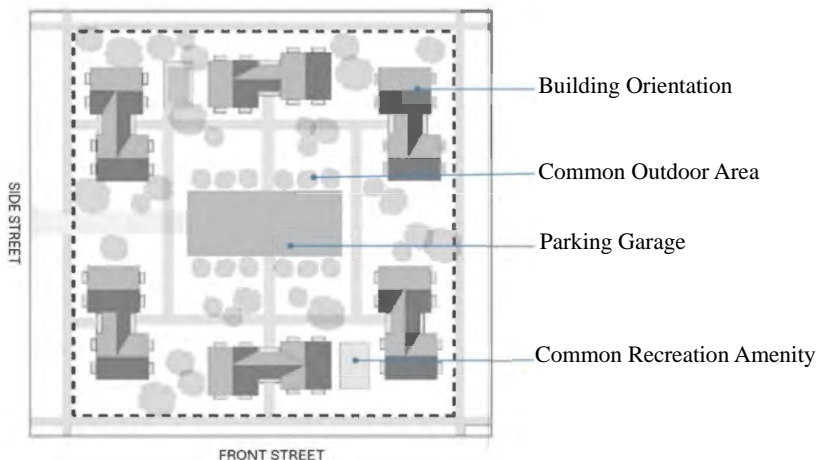 Building Orientation
Common Outdoor Area
SIDE STREET
Parking Garage
Common Recreation Amenity
FRONT STREET